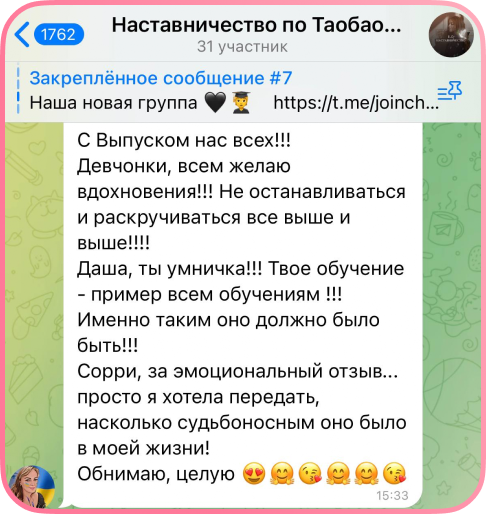 1762
Наставничество по Таобао...
31 участник
Закреплённое сообщение #7
Наша новая группа 🖤👩‍🎓 https://t.me/joinch...
С Выпуском нас всех!!!
Девчонки, всем желаю
вдохновения!!! Не останавливаться
и раскручиваться все выше и
выше!!!!
Даша, ты умничка!!! Твое обучение
- пример всем обучениям !!!
Именно таким оно должно было
быть!!!
Сорри, за эмоциональный отзыв...
просто я хотела передать,
насколько судьбоносным оно было
в моей жизни!
Обнимаю, целую 😍🤗😘🤗🤗😘
15:33